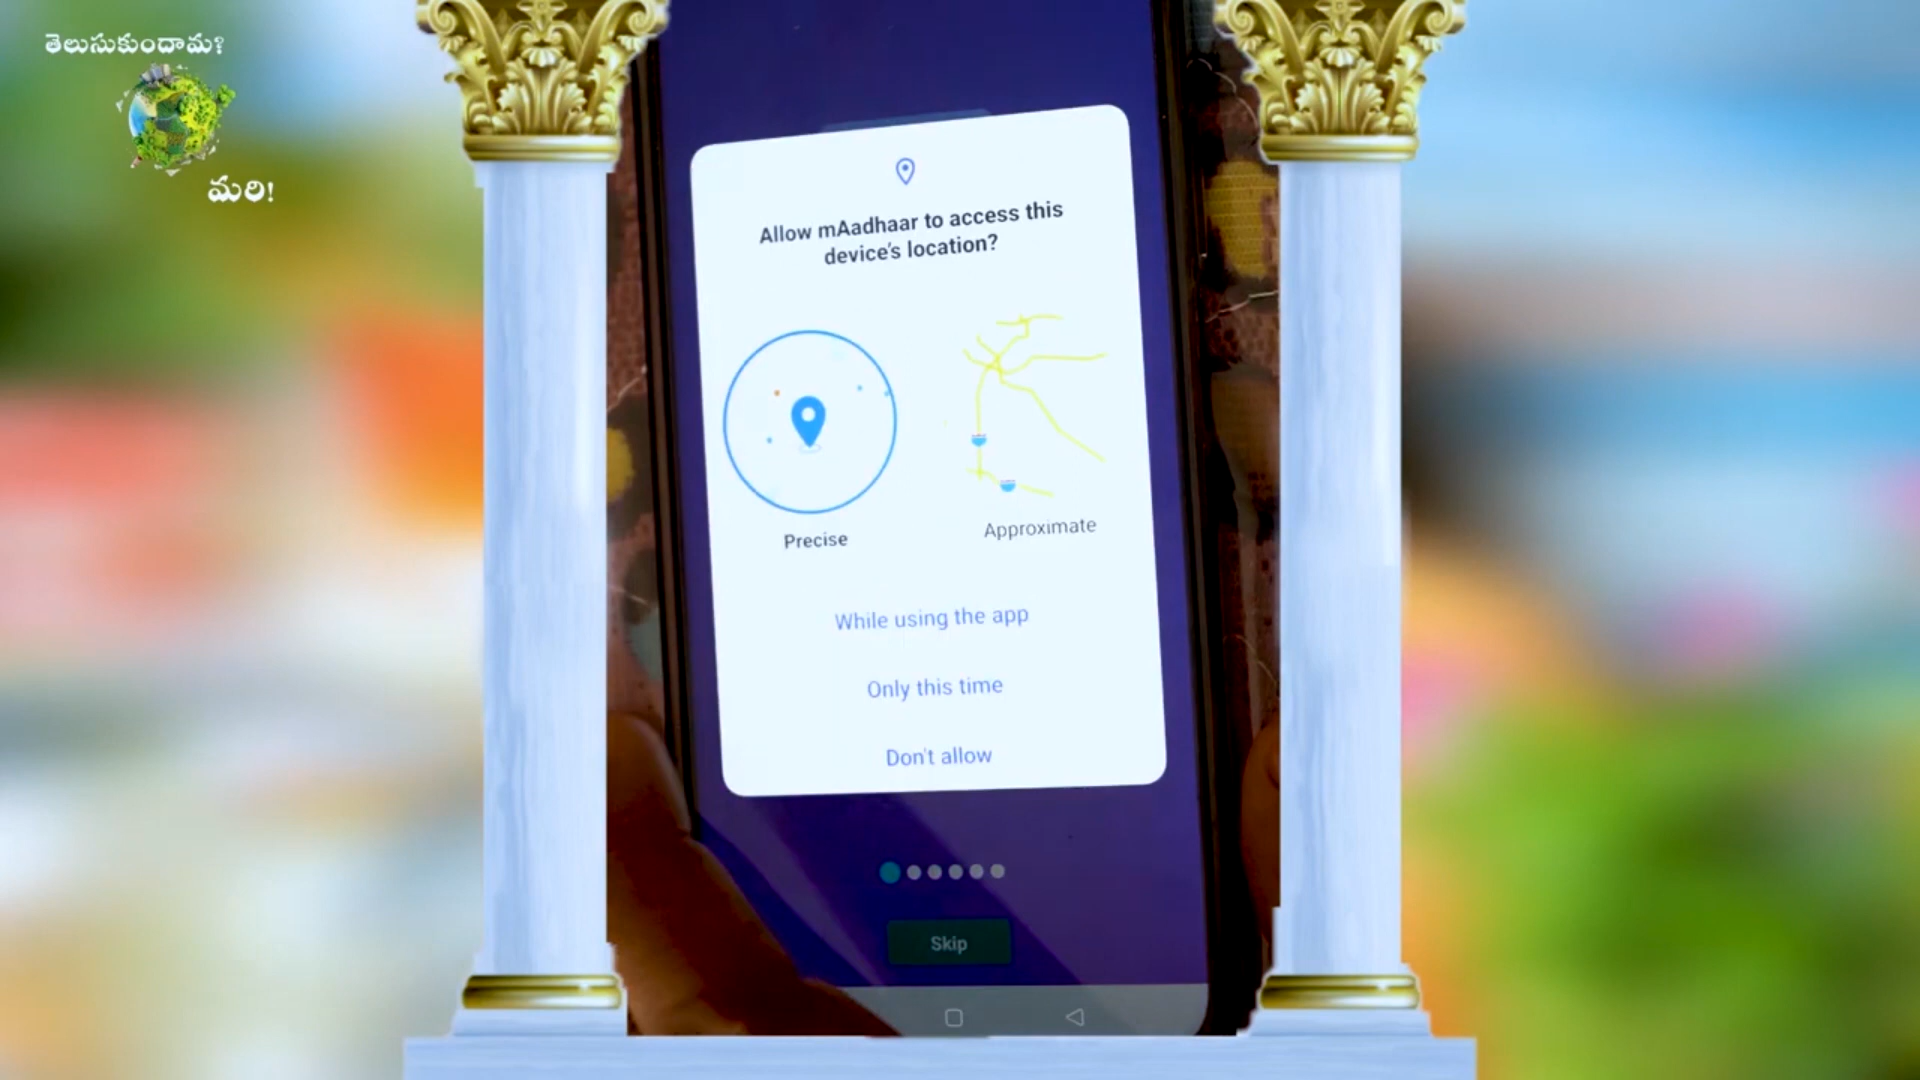 తెలుసుకుందామ?
మరి!
Allow mAadhaar to access this
device's location?
Precise
Approximate
While using the app
Only this time
Don't allow
Skip